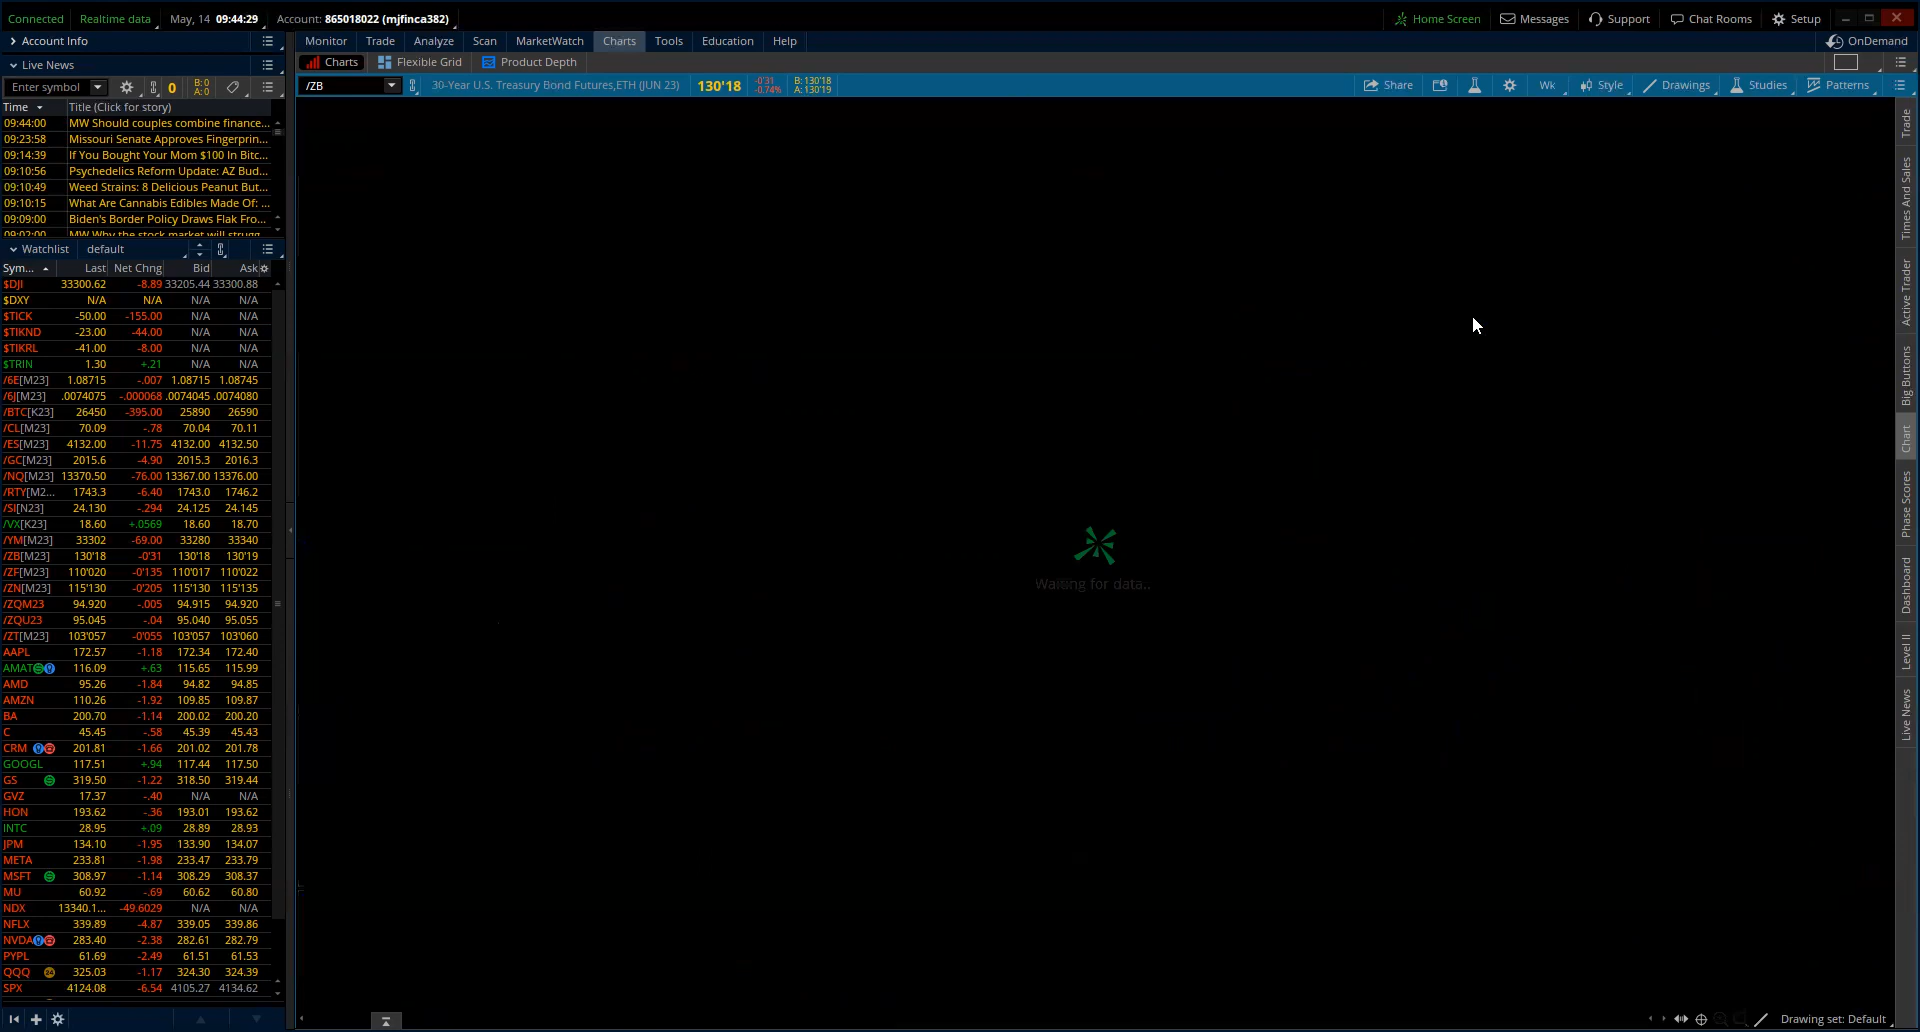 Connected Realtime data May, 14 09:44:29 Account: 865018022 (mjfinca382) Home Screen Messages Support Chat Rooms Setup
Account Info Monitor Trade Analyze Scan MarketWatch Charts Tools Education Help OnDemand
Live News Charts Flexible Grid Product Depth
Enter symbol 0 B: 0 A: 0 /ZB 30-Year U.S. Treasury Bond Futures,ETH (JUN 23) 130'18 -0'31 -0.74% B: 130'18 A: 130'19 Share Wk Style Drawings Studies Patterns
Time Title (Click for story)
09:44:00 MW Should couples combine finance...
09:23:58 Missouri Senate Approves Fingerprin...
09:14:39 If You Bought Your Mom $100 In Bitc...
09:10:56 Psychedelics Reform Update: AZ Bud...
09:10:49 Weed Strains: 8 Delicious Peanut But...
09:10:15 What Are Cannabis Edibles Made Of: ...
09:09:00 Biden's Border Policy Draws Flak Fro...
09:02:00 MW Why the stock market will strugg
Watchlist default
Sym... Last Net Chng Bid Ask
$DJI 33300.62 -8.89 33205.44 33300.88
$DXY N/A N/A N/A N/A
$TICK -50.00 -155.00 N/A N/A
$TIKND -23.00 -44.00 N/A N/A
$TIKRL -41.00 -8.00 N/A N/A
$TRIN 1.30 +.21 N/A N/A
/6E[M23] 1.08715 -.007 1.08715 1.08745
/6J[M23] .0074075 -.000068 .0074045 .0074080
/BTC[K23] 26450 -395.00 25890 26590
/CL[M23] 70.09 -.78 70.04 70.11
/ES[M23] 4132.00 -11.75 4132.00 4132.50
/GC[M23] 2015.6 -4.90 2015.3 2016.3
/NQ[M23] 13370.50 -76.00 13367.00 13376.00
/RTY[M2... 1743.3 -6.40 1743.0 1746.2
/SI[N23] 24.130 -.294 24.125 24.145
/VX[K23] 18.60 +.0569 18.60 18.70
/YM[M23] 33302 -69.00 33280 33340
/ZB[M23] 130'18 -0'31 130'18 130'19
/ZF[M23] 110'020 -0'135 110'017 110'022
/ZN[M23] 115'130 -0'205 115'130 115'135
/ZQM23 94.920 -.005 94.915 94.920
/ZQU23 95.045 -.04 95.040 95.055
/ZT[M23] 103'057 -0'055 103'057 103'060
AAPL 172.57 -1.18 172.34 172.40
AMAT 116.09 +.63 115.65 115.99
AMD 95.26 -1.84 94.82 94.85
AMZN 110.26 -1.92 109.85 109.87
BA 200.70 -1.14 200.02 200.20
C 45.45 -.58 45.39 45.43
CRM 201.81 -1.66 201.02 201.78
GOOGL 117.51 +.94 117.44 117.50
GS 319.50 -1.22 318.50 319.44
GVZ 17.37 -.40 N/A N/A
HON 193.62 -.36 193.01 193.62
INTC 28.95 +.09 28.89 28.93
JPM 134.10 -1.95 133.90 134.07
META 233.81 -1.98 233.47 233.79
MSFT 308.97 -1.14 308.29 308.37
MU 60.92 -.69 60.62 60.80
NDX 13340.1... -49.6029 N/A N/A
NFLX 339.89 -4.87 339.05 339.86
NVDA 283.40 -2.38 282.61 282.79
PYPL 61.69 -2.49 61.51 61.53
QQQ 325.03 -1.17 324.30 324.39
SPX 4124.08 -6.54 4105.27 4134.62
Waiting for data..
Trade
Times And Sales
Active Trader
Big Buttons
Chart
Phase Scores
Dashboard
Level II
Live News
Drawing set: Default